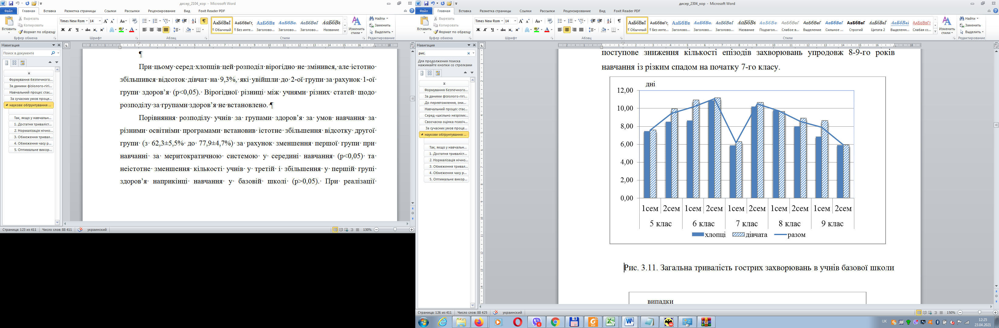 дисер_2104_кор - Microsoft Word
Файл Главная Вставка Разметка страницы Ссылки Рассылки Рецензирование Вид Foxit Reader PDF
Вставить
Вырезать
Копировать
Формат по образцу
Буфер обмена
Times New Rom 14
Шрифт
Абзац
АаБбВвГ АаБбВвГг, АаБбВв АаБбВв. АаБбВвГ АаБбВв
¶ Обычный ¶ Без инте... Заголово... Заголово... Заголово... Название
Стили
Изменить стили
Найти
Заменить
Выделить
Редактирование
Навигация
Поиск в документе
Формування безпечного...
За даними фізіолого-гігі...
Навчальний процес стає...
За сучасних умов проце...
наукове обґрунтування ...
Так, якщо у навчальн...
1. Достатня триваліст...
2. Нормалізація нічно...
3. Обмеження тривал...
4. Обмеження часу р...
5. Оптимальне викор...
¶
При цьому серед хлопців цей розподіл вірогідно не змінився, але істотно
збільшився відсоток дівчат на 9,3%, які увійшли до 2-ої групи за рахунок 1-ої
групи здоров’я (р<0,05). Вірогідної різниці між учнями різних статей щодо
розподілу за групами здоров’я не встановлено. ¶
Порівняння розподілу учнів за групами здоров’я за умов навчання за
різними освітніми програмами встановив істотне збільшення відсотку другої
групи (з 62,3±5,5% до 77,9±4,7%) за рахунок зменшення першої групи при
навчанні за меритократичною системою у середині навчання (р<0,05) та
неістотне зменшення кількості учнів у третій і збільшення у першій групі
здоров’я наприкінці навчання у базовій школі (р>0,05). При реалізації
Страница: 123 из 411 Число слов: 88 411 украинский 130%
дисер_2304_кор - Microsoft Word
Файл Главная Вставка Разметка страницы Ссылки Рассылки Рецензирование Вид Foxit Reader PDF
Вставить
Вырезать
Копировать
Формат по образцу
Буфер обмена
Times New Rom 14
Шрифт
Абзац
¶ Обычный ¶ Без инте... Заголово... Заголово... Заголово... Название Подзагол... Слабое в... Выделение Сильное ... Строгий Цитата 2 Выделенн... Слабая сс...
Стили
Изменить стили
Найти
Заменить
Выделить
Редактирование
Навигация
рис.
Для продолжения поиска
нажимайте кнопки со стрелками
Формування безпечного...
За даними фізіолого-гігі...
До перевтомлення, зни...
Навчальний процес стає...
Серед «шкільно незрілих...
Своєчасна оцінка психіч...
За сучасних умов проце...
наукове обґрунтування ...
Так, якщо у навчальн...
1. Достатня триваліст...
2. Нормалізація нічно...
3. Обмеження тривал...
4. Обмеження часу р...
5. Оптимальне викор...
поступове зниження кількості епізодів захворювань упродовж 8-9-го років
навчання із різким спадом на початку 7-го класу.
дні
12,00
10,00
8,00
6,00
4,00
2,00
0,00
1сем 2сем 1сем 2сем 1сем 2сем 1сем 2сем 1сем 2сем
5 клас 6 клас 7 клас 8 клас 9 клас
хлопці дівчата разом
Рис. 3.11. Загальна тривалість гострих захворювань в учнів базової школи
випадки
Страница: 126 из 411 Число слов: 88 425 украинский 150%
UK
12:25
23.04.2021